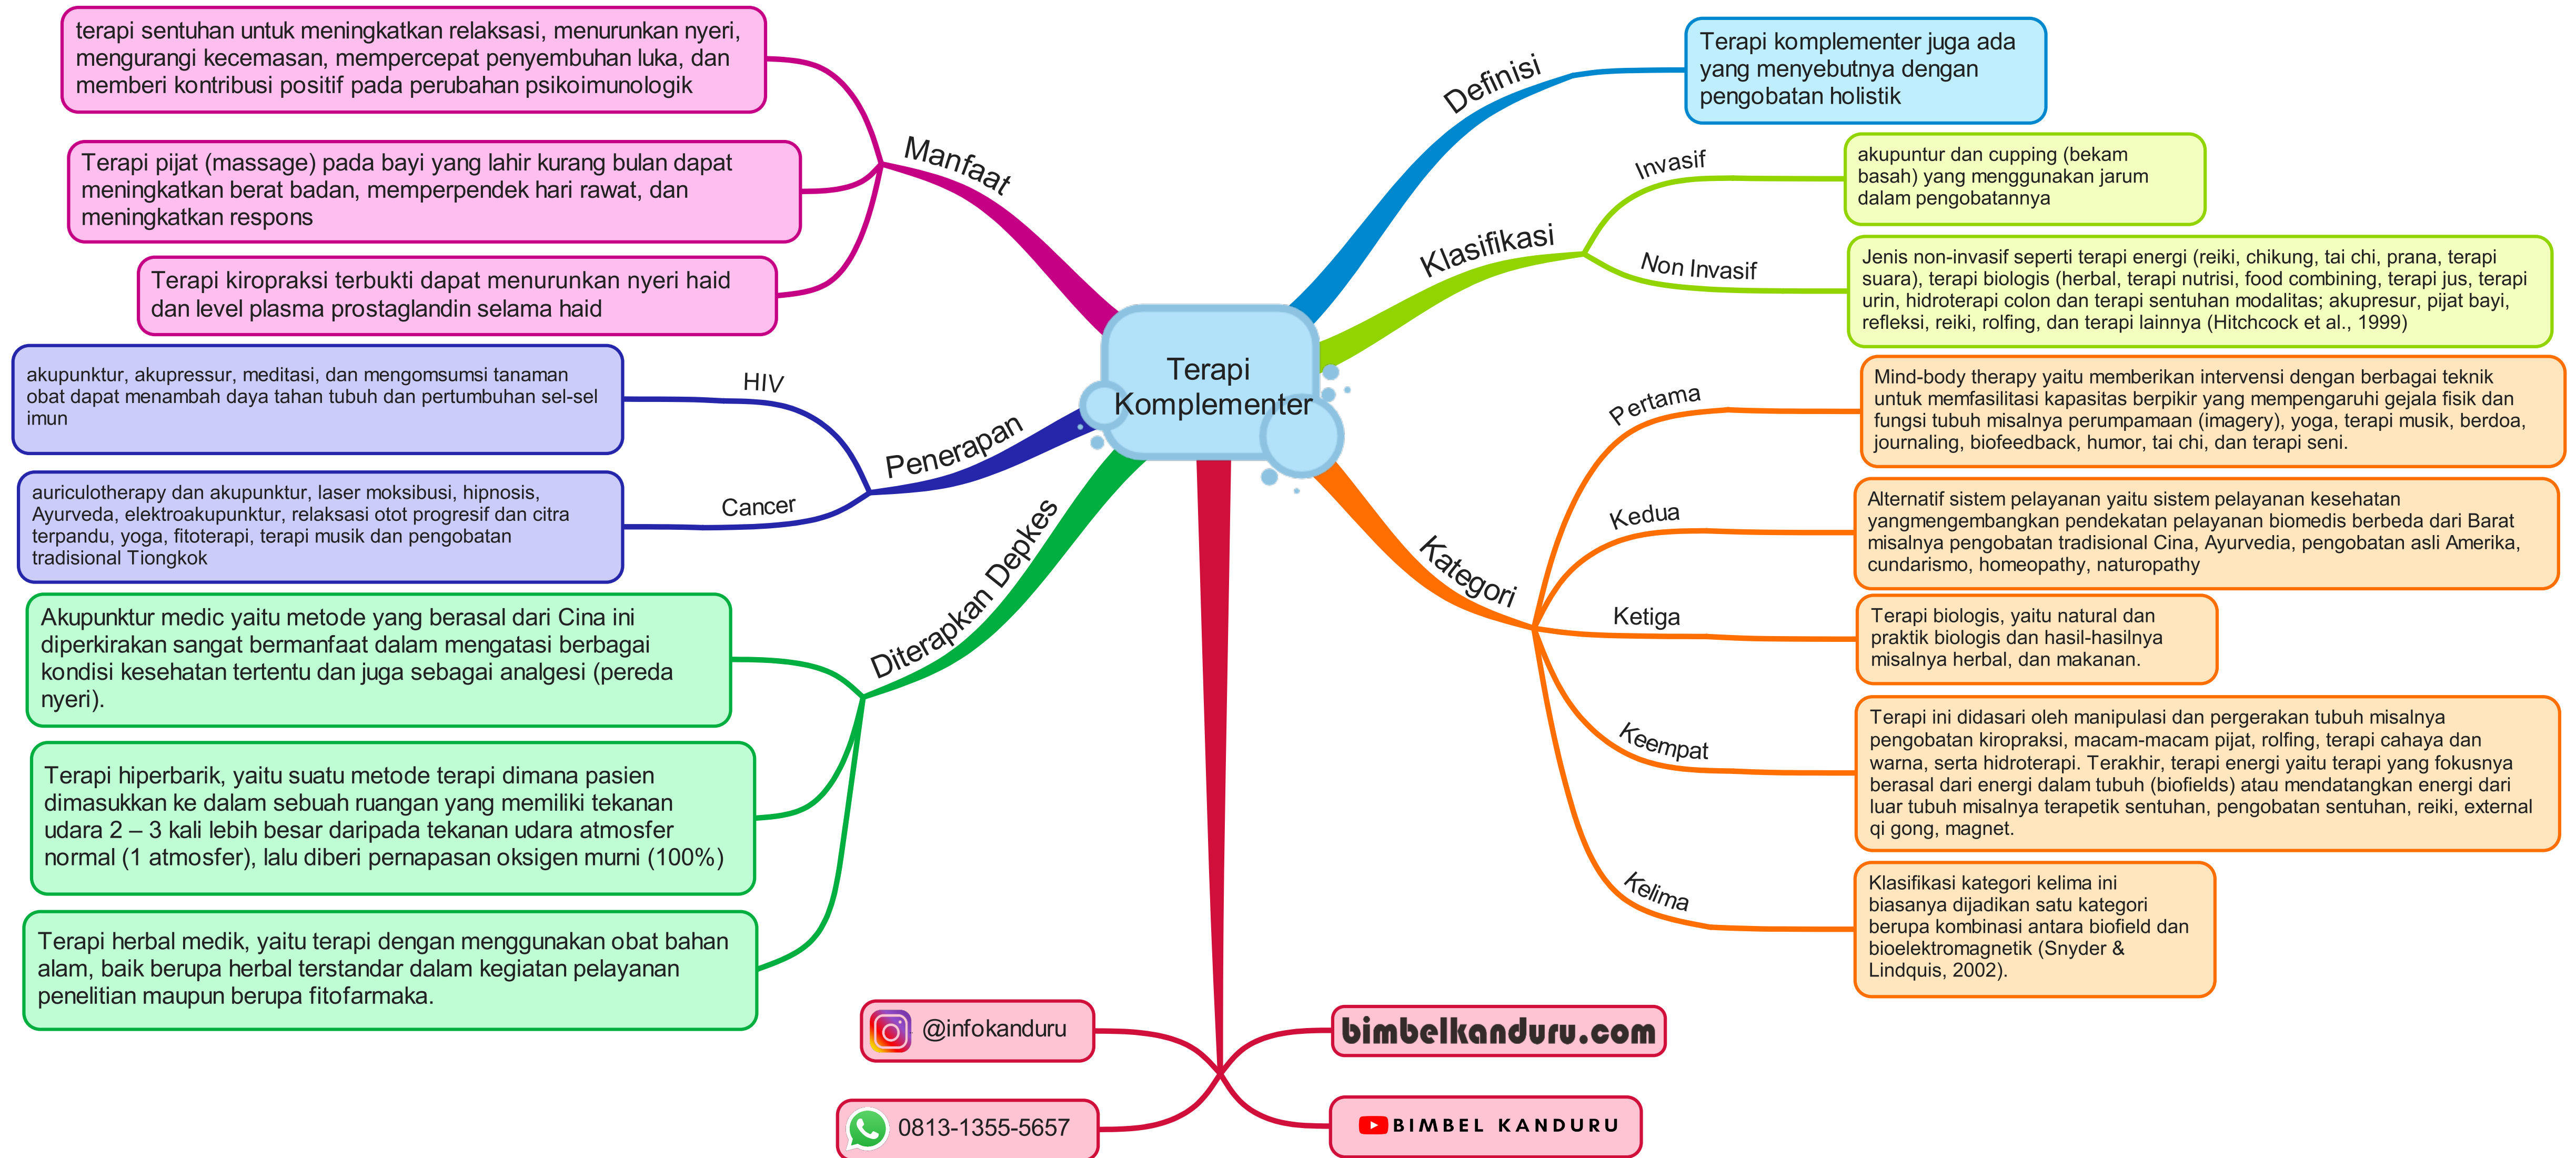 Terapi
Komplementer
Definisi
Terapi komplementer juga ada
yang menyebutnya dengan
pengobatan holistik
Klasifikasi
Invasif
akupuntur dan cupping (bekam
basah) yang menggunakan jarum
dalam pengobatannya
Non Invasif
Jenis non-invasif seperti terapi energi (reiki, chikung, tai chi, prana, terapi
suara), terapi biologis (herbal, terapi nutrisi, food combining, terapi jus, terapi
urin, hidroterapi colon dan terapi sentuhan modalitas; akupresur, pijat bayi,
refleksi, reiki, rolfing, dan terapi lainnya (Hitchcock et al., 1999)
Kategori
Pertama
Mind-body therapy yaitu memberikan intervensi dengan berbagai teknik
untuk memfasilitasi kapasitas berpikir yang mempengaruhi gejala fisik dan
fungsi tubuh misalnya perumpamaan (imagery), yoga, terapi musik, berdoa,
journaling, biofeedback, humor, tai chi, dan terapi seni.
Kedua
Alternatif sistem pelayanan yaitu sistem pelayanan kesehatan
yangmengembangkan pendekatan pelayanan biomedis berbeda dari Barat
misalnya pengobatan tradisional Cina, Ayurvedia, pengobatan asli Amerika,
cundarismo, homeopathy, naturopathy
Ketiga
Terapi biologis, yaitu natural dan
praktik biologis dan hasil-hasilnya
misalnya herbal, dan makanan.
Keempat
Terapi ini didasari oleh manipulasi dan pergerakan tubuh misalnya
pengobatan kiropraksi, macam-macam pijat, rolfing, terapi cahaya dan
warna, serta hidroterapi. Terakhir, terapi energi yaitu terapi yang fokusnya
berasal dari energi dalam tubuh (biofields) atau mendatangkan energi dari
luar tubuh misalnya terapetik sentuhan, pengobatan sentuhan, reiki, external
qi gong, magnet.
Kelima
Klasifikasi kategori kelima ini
biasanya dijadikan satu kategori
berupa kombinasi antara biofield dan
bioelektromagnetik (Snyder &
Lindquis, 2002).
Manfaat
terapi sentuhan untuk meningkatkan relaksasi, menurunkan nyeri,
mengurangi kecemasan, mempercepat penyembuhan luka, dan
memberi kontribusi positif pada perubahan psikoimunologik
Terapi pijat (massage) pada bayi yang lahir kurang bulan dapat
meningkatkan berat badan, memperpendek hari rawat, dan
meningkatkan respons
Terapi kiropraksi terbukti dapat menurunkan nyeri haid
dan level plasma prostaglandin selama haid
Penerapan
HIV
akupunktur, akupressur, meditasi, dan mengomsumsi tanaman
obat dapat menambah daya tahan tubuh dan pertumbuhan sel-sel
imun
Cancer
auriculotherapy dan akupunktur, laser moksibusi, hipnosis,
Ayurveda, elektroakupunktur, relaksasi otot progresif dan citra
terpandu, yoga, fitoterapi, terapi musik dan pengobatan
tradisional Tiongkok
Diterapkan Depkes
Akupunktur medic yaitu metode yang berasal dari Cina ini
diperkirakan sangat bermanfaat dalam mengatasi berbagai
kondisi kesehatan tertentu dan juga sebagai analgesi (pereda
nyeri).
Terapi hiperbarik, yaitu suatu metode terapi dimana pasien
dimasukkan ke dalam sebuah ruangan yang memiliki tekanan
udara 2 – 3 kali lebih besar daripada tekanan udara atmosfer
normal (1 atmosfer), lalu diberi pernapasan oksigen murni (100%)
Terapi herbal medik, yaitu terapi dengan menggunakan obat bahan
alam, baik berupa herbal terstandar dalam kegiatan pelayanan
penelitian maupun berupa fitofarmaka.
@infokanduru
bimbelkanduru.com
0813-1355-5657
BIMBEL KANDURU